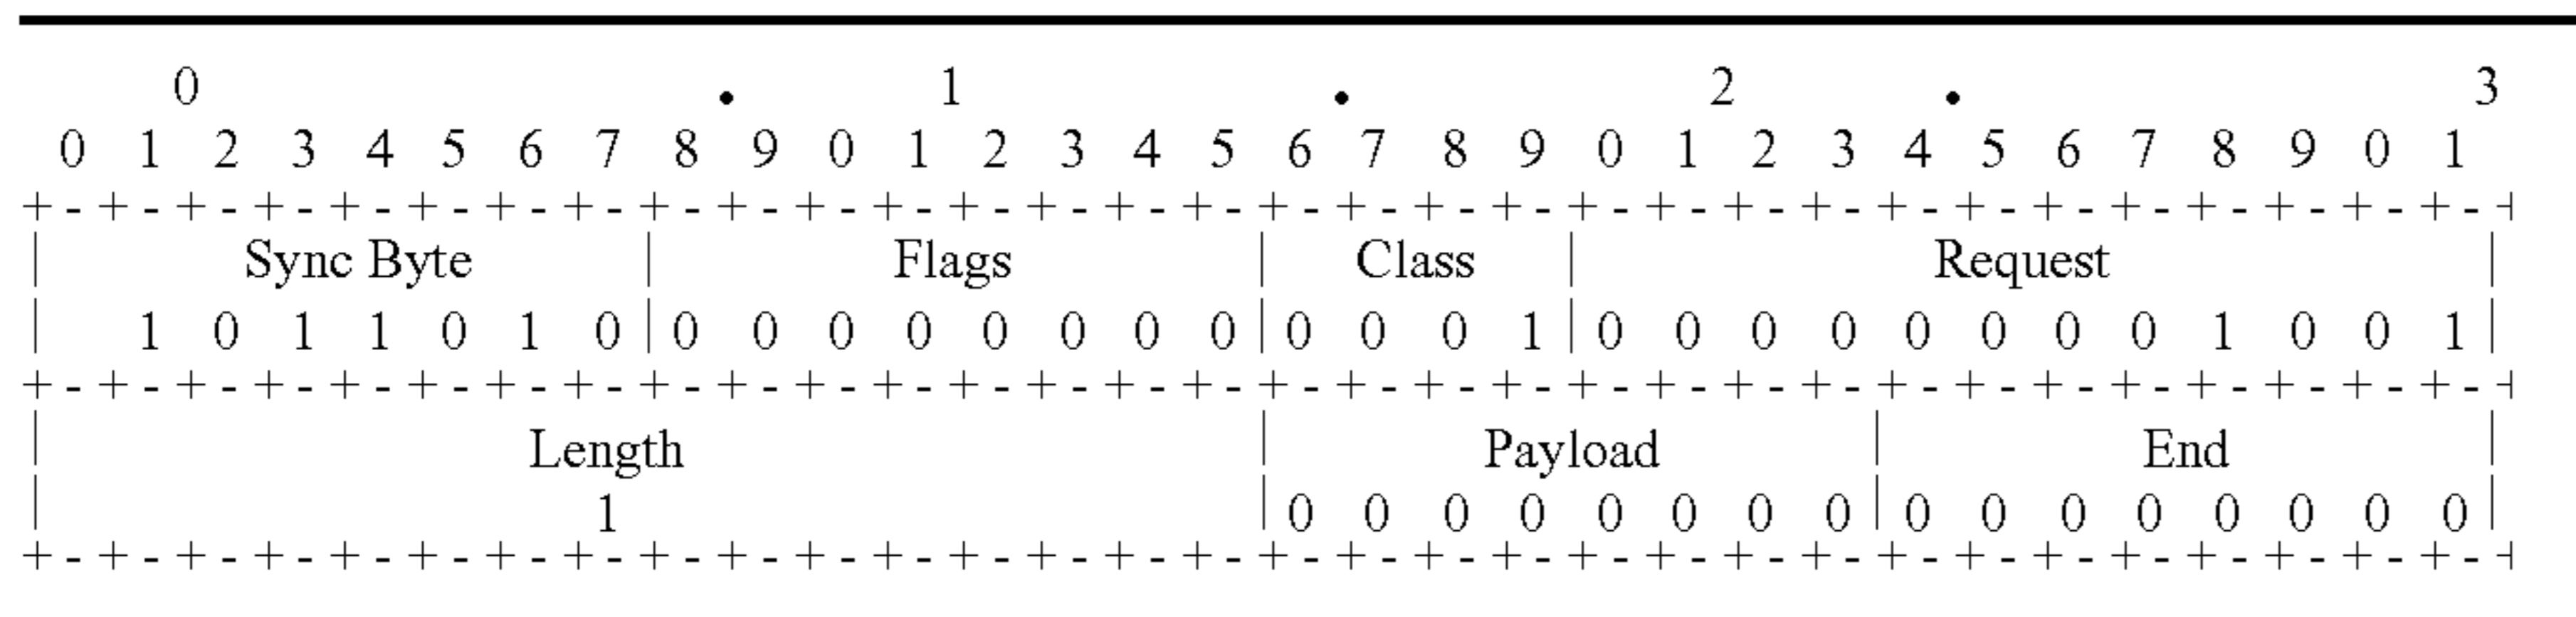 0 • 1 • 2 • 3
0 1 2 3 4 5 6 7 8 9 0 1 2 3 4 5 6 7 8 9 0 1 2 3 4 5 6 7 8 9 0 1
+-+-+-+-+-+-+-+-+-+-+-+-+-+-+-+-+-+-+-+-+-+-+-+-+-+-+-+-+-+-+-+-+
| Sync Byte | Flags | Class | Request |
| 1 0 1 1 0 1 0|0 0 0 0 0 0 0 0|0 0 0 1|0 0 0 0 0 0 0 0 1 0 0 1|
+-+-+-+-+-+-+-+-+-+-+-+-+-+-+-+-+-+-+-+-+-+-+-+-+-+-+-+-+-+-+-+-+
| Length | Payload | End |
| 1 |0 0 0 0 0 0 0 0|0 0 0 0 0 0 0 0|
+-+-+-+-+-+-+-+-+-+-+-+-+-+-+-+-+-+-+-+-+-+-+-+-+-+-+-+-+-+-+-+-+